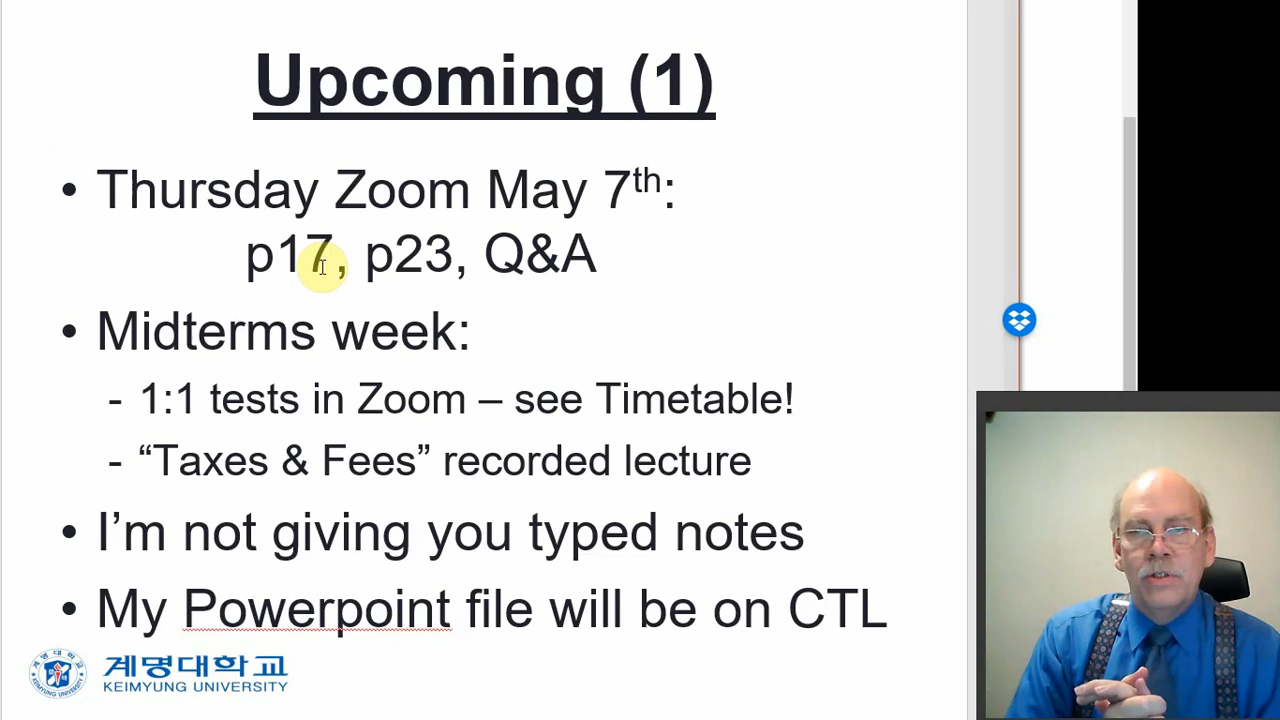 Upcoming (1)
• Thursday Zoom May 7th:
p17, p23, Q&A
• Midterms week:
- 1:1 tests in Zoom – see Timetable!
- “Taxes & Fees” recorded lecture
• I’m not giving you typed notes
• My Powerpoint file will be on CTL
계명대학교
KEIMYUNG UNIVERSITY